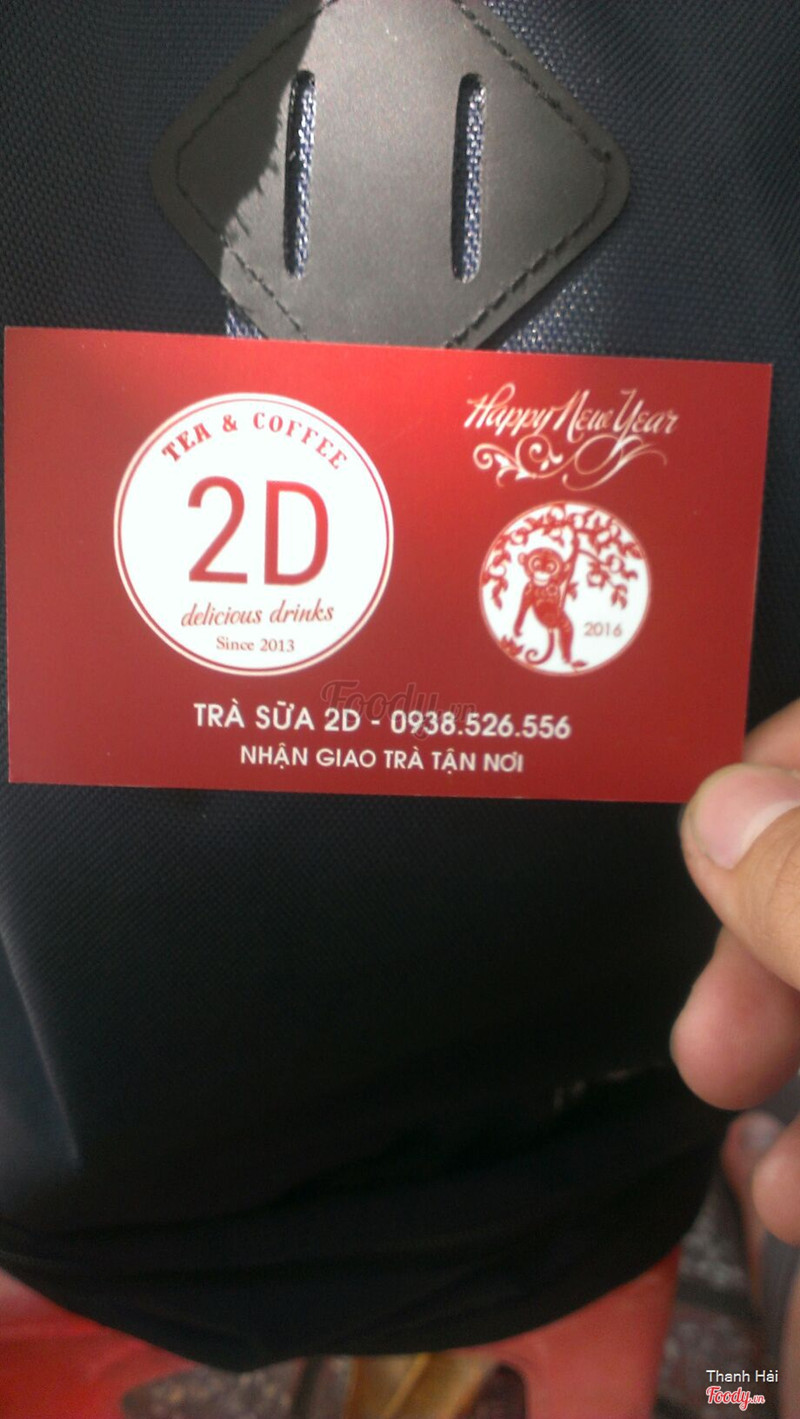 TEA & COFFEE
2D
delicious drinks
Since 2013
Happy New Year
2016
TRÀ SỮA 2D - 0938.526.556
NHẬN GIAO TRÀ TẬN NƠI
Foody.vn
Thanh Hải
Foody.vn